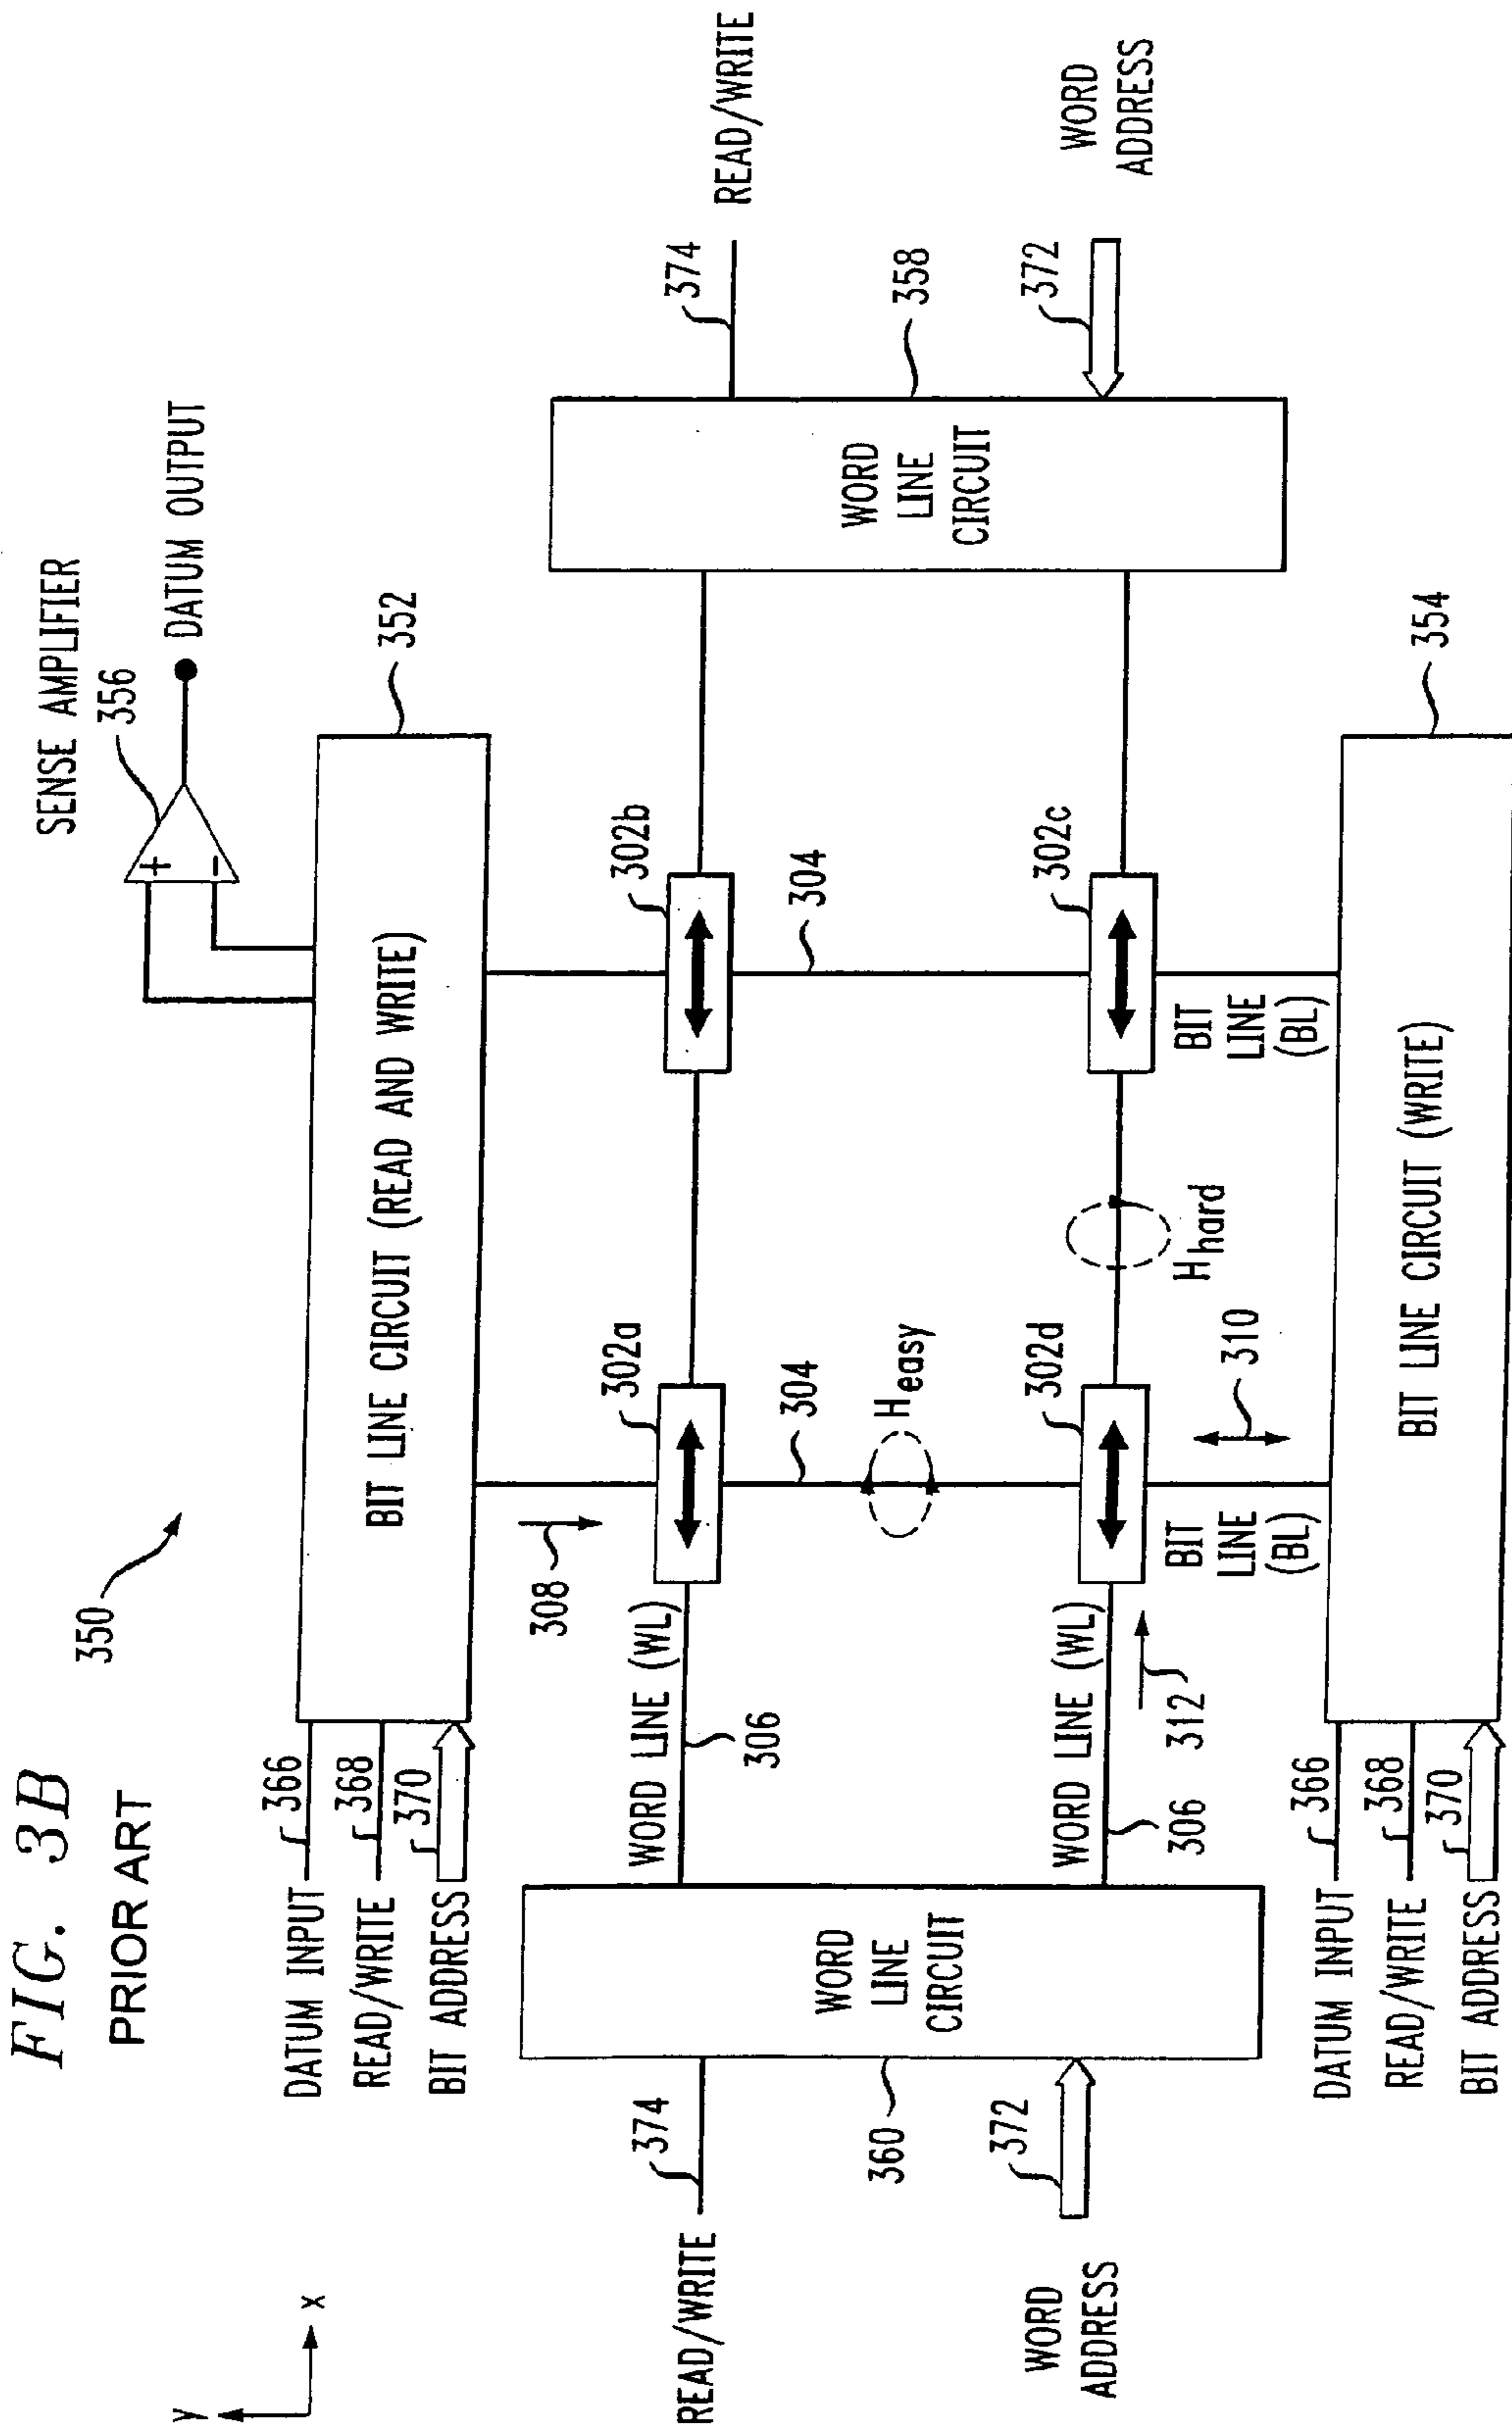 FIG. 3B
PRIOR ART
350
SENSE AMPLIFIER
356
+
-
DATUM OUTPUT
352
DATUM INPUT
366
READ/WRITE
368
BIT ADDRESS
370
BIT LINE CIRCUIT (READ AND WRITE)
y
x
308
302a
302b
374
READ/WRITE
READ/WRITE
374
WORD LINE (WL)
306
304
304
H easy
WORD
LINE
CIRCUIT
360
WORD
LINE
CIRCUIT
358
372
WORD
ADDRESS
372
WORD
ADDRESS
WORD LINE (WL)
306
312
302d
302c
H hard
310
BIT
LINE
(BL)
BIT
LINE
(BL)
354
DATUM INPUT
366
READ/WRITE
368
BIT ADDRESS
370
BIT LINE CIRCUIT (WRITE)